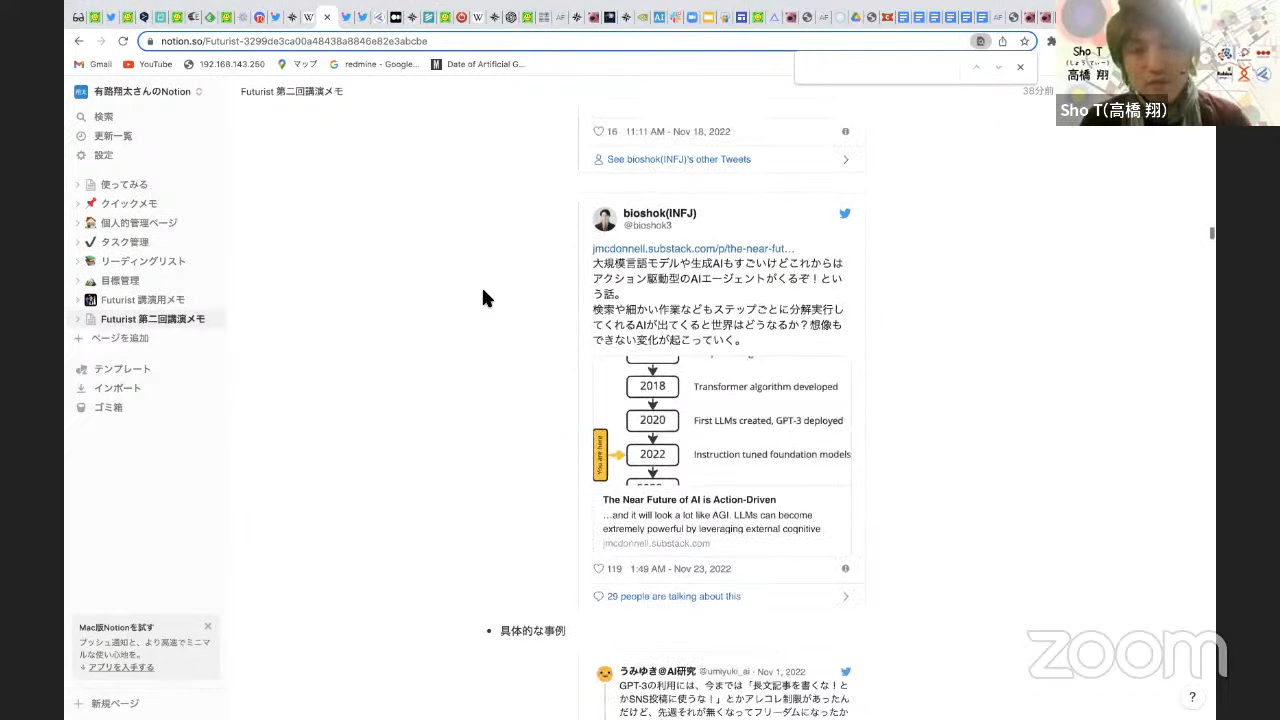 notion.so/Futurist-3299de3ca00a48438a8846e82e3abcbe
Gmail
YouTube
192.168.143.250
マップ
redmine - Google...
Date of Artificial G...
Sho T
(しょうてぃー)
高橋 翔
Sho T(高橋 翔)
有路翔太さんのNotion
Futurist 第二回講演メモ
38分前
検索
更新一覧
設定
使ってみる
クイックメモ
個人的管理ページ
タスク管理
リーディングリスト
目標管理
Futurist 講演用メモ
Futurist 第二回講演メモ
ページを追加
テンプレート
インポート
ゴミ箱
Mac版Notionを試す
プッシュ通知と、より高速でミニマ
ルな使い心地を。
アプリを入手する
新規ページ
16 11:11 AM - Nov 18, 2022
See bioshok(INFJ)'s other Tweets
bioshok(INFJ)
@bioshok3
jmcdonnell.substack.com/p/the-near-fut…
大規模言語モデルや生成AIもすごいけどこれからは
アクション駆動型のAIエージェントがくるぞ！とい
う話。
検索や細かい作業などもステップごとに分解実行し
てくれるAIが出てくると世界はどうなるか？想像も
できない変化が起こっていく。
2018 Transformer algorithm developed
2020 First LLMs created, GPT-3 deployed
You are here
2022 Instruction tuned foundation models
The Near Future of AI is Action-Driven
…and it will look a lot like AGI. LLMs can become
extremely powerful by leveraging external cognitive
jmcdonnell.substack.com
119 1:49 AM - Nov 23, 2022
29 people are talking about this
具体的な事例
うみゆき@AI研究 @umiyuki_ai · Nov 1, 2022
GPT-3の利用には、今までは「長文記事を書くな！と
かSNS投稿に使うな！」とかアレコレ制限があったん
だけど、先週それが無くなってフリーダムになったか
zoom
?